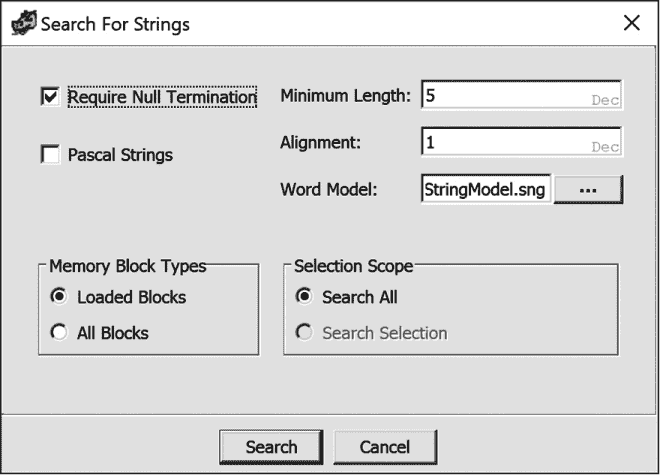 Search For Strings
Require Null Termination
Minimum Length: 5 Dec
Pascal Strings
Alignment: 1 Dec
Word Model: StringModel.sng ...
Memory Block Types
Loaded Blocks
All Blocks
Selection Scope
Search All
Search Selection
Search Cancel